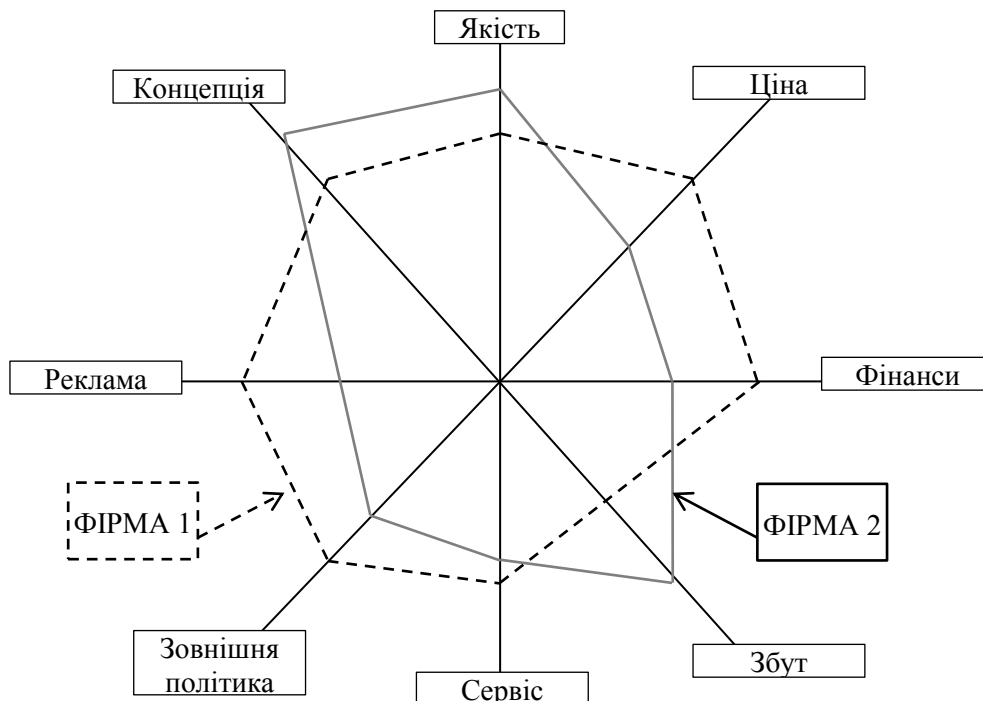 Якість
Концепція
Ціна
Реклама
Фінанси
ФІРМА 1
ФІРМА 2
Зовнішня
політика
Збут
Сервіс